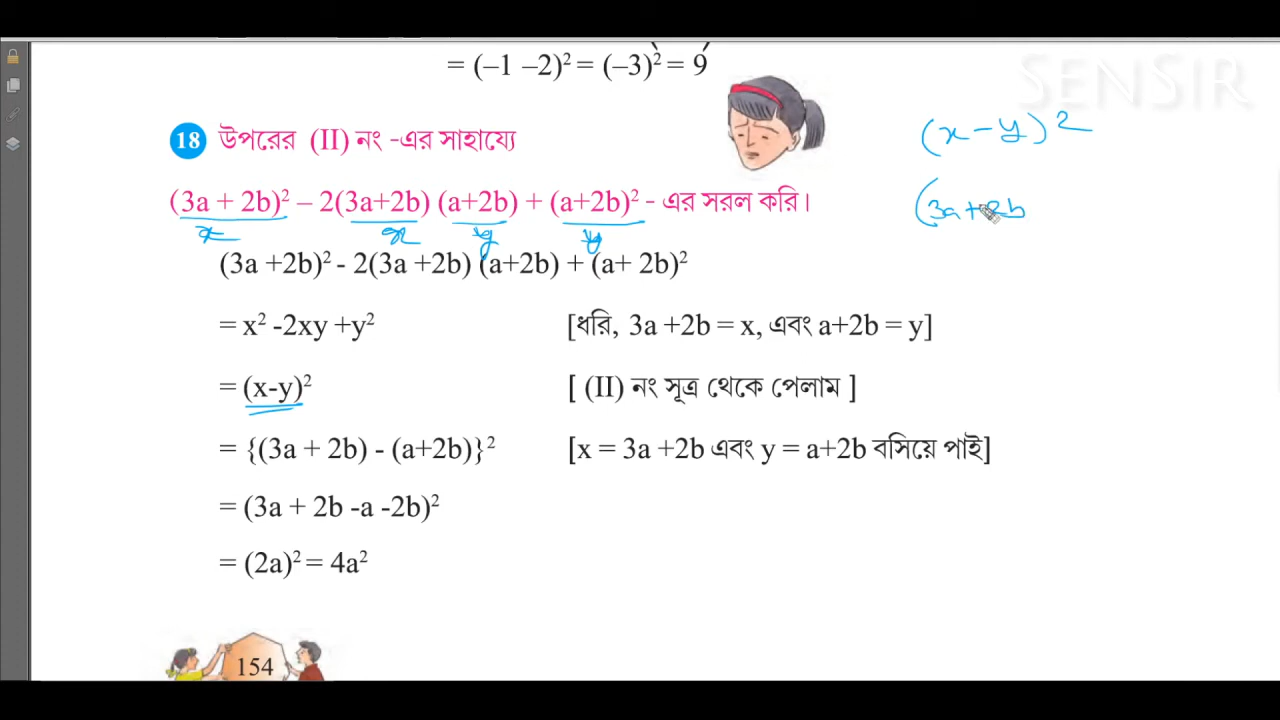 = (–1 –2)² = (–3)² = 9
SENSIR
18 উপরের (II) নং -এর সাহায্যে
(x – y)²
(3a + 2b)² – 2(3a+2b) (a+2b) + (a+2b)² - এর সরল করি।
(3a+2b
x x y y
(3a +2b)² - 2(3a +2b) (a+2b) + (a+ 2b)²
= x² -2xy +y² [ধরি, 3a +2b = x, এবং a+2b = y]
= (x-y)² [ (II) নং সূত্র থেকে পেলাম ]
= {(3a + 2b) - (a+2b)}² [x = 3a +2b এবং y = a+2b বসিয়ে পাই]
= (3a + 2b -a -2b)²
= (2a)² = 4a²
154